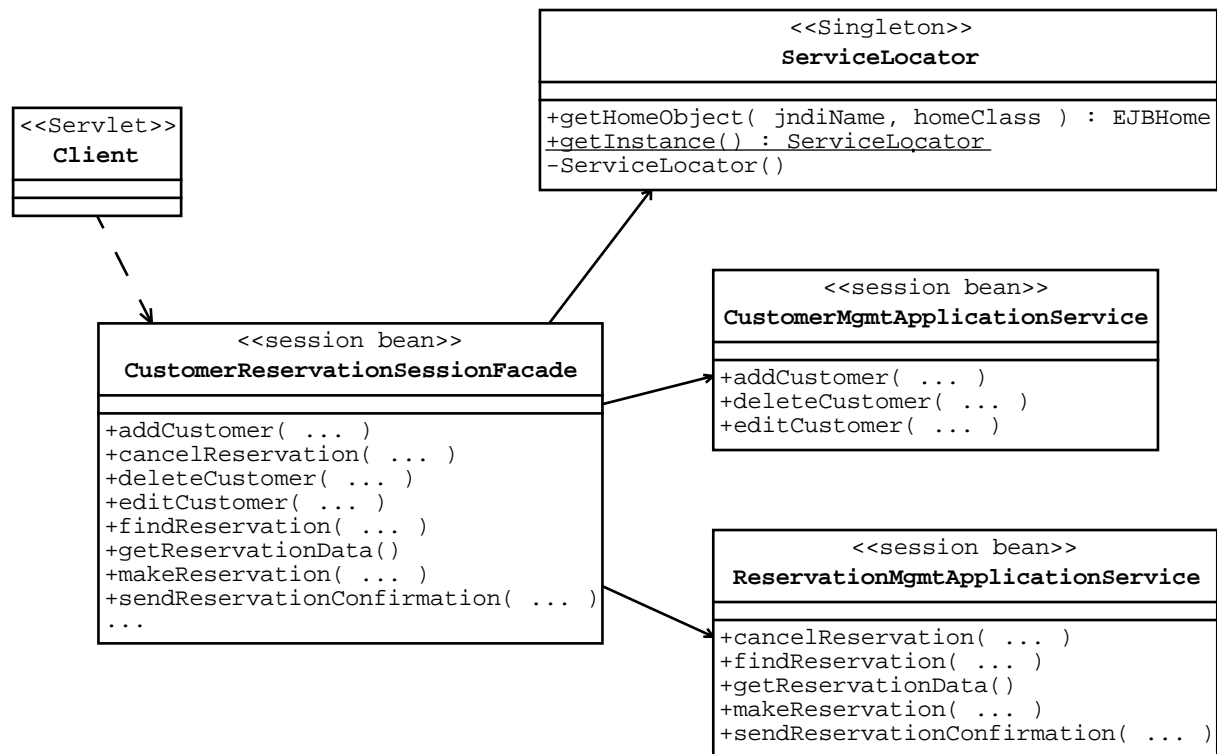 <<Singleton>>
ServiceLocator
+getHomeObject( jndiName, homeClass ) : EJBHome
+getInstance() : ServiceLocator
-ServiceLocator()
<<Servlet>>
Client
<<session bean>>
CustomerMgmtApplicationService
+addCustomer( ... )
+deleteCustomer( ... )
+editCustomer( ... )
<<session bean>>
CustomerReservationSessionFacade
+addCustomer( ... )
+cancelReservation( ... )
+deleteCustomer( ... )
+editCustomer( ... )
+findReservation( ... )
+getReservationData()
+makeReservation( ... )
+sendReservationConfirmation( ... )
...
<<session bean>>
ReservationMgmtApplicationService
+cancelReservation( ... )
+findReservation( ... )
+getReservationData()
+makeReservation( ... )
+sendReservationConfirmation( ... )